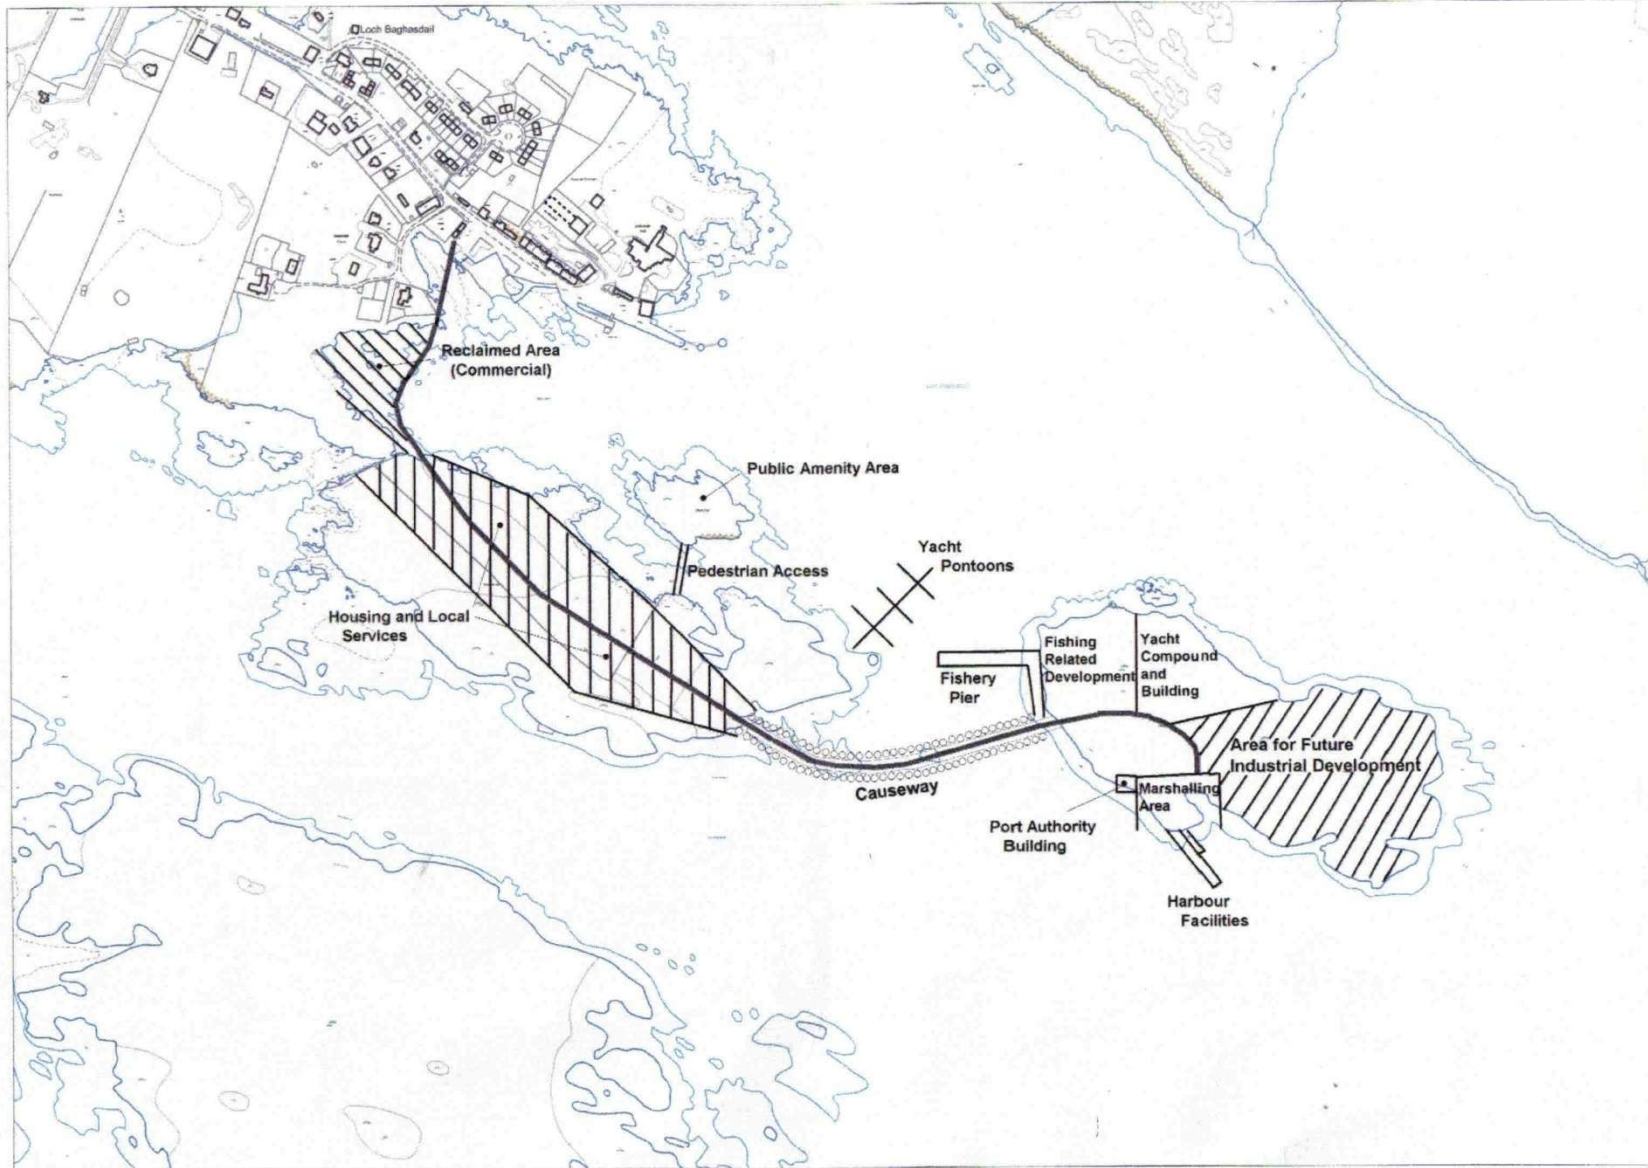 Loch Baghasdail
Reclaimed Area
(Commercial)
Public Amenity Area
Pedestrian Access
Yacht
Pontoons
Housing and Local
Services
Fishery
Pier
Fishing
Related
Development
Yacht
Compound
and
Building
Area for Future
Industrial Development
Causeway
Marshalling
Area
Port Authority
Building
Harbour
Facilities